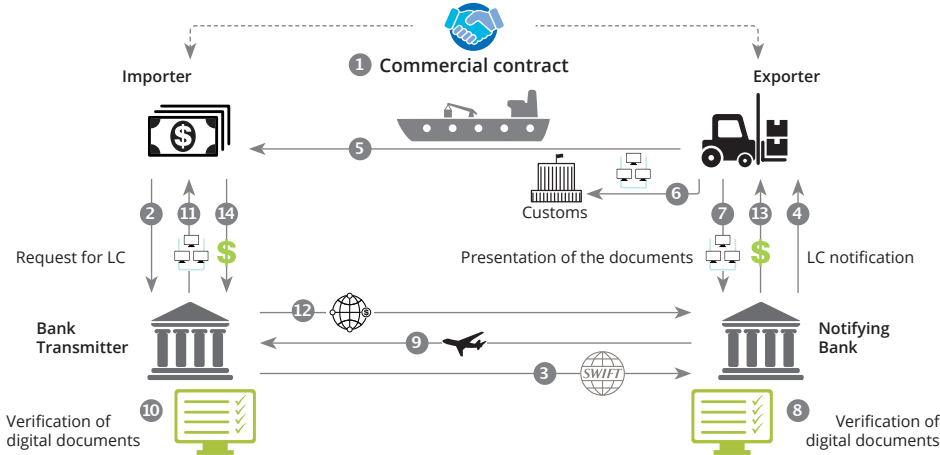 1 Commercial contract
Importer
Exporter
$
5
6
Customs
2
11
14
7
13
4
Request for LC
$
Presentation of the documents
$
LC notification
12
$
Bank
Transmitter
9
Notifying
Bank
3
SWIFT
10
8
Verification of
digital documents
Verification of
digital documents